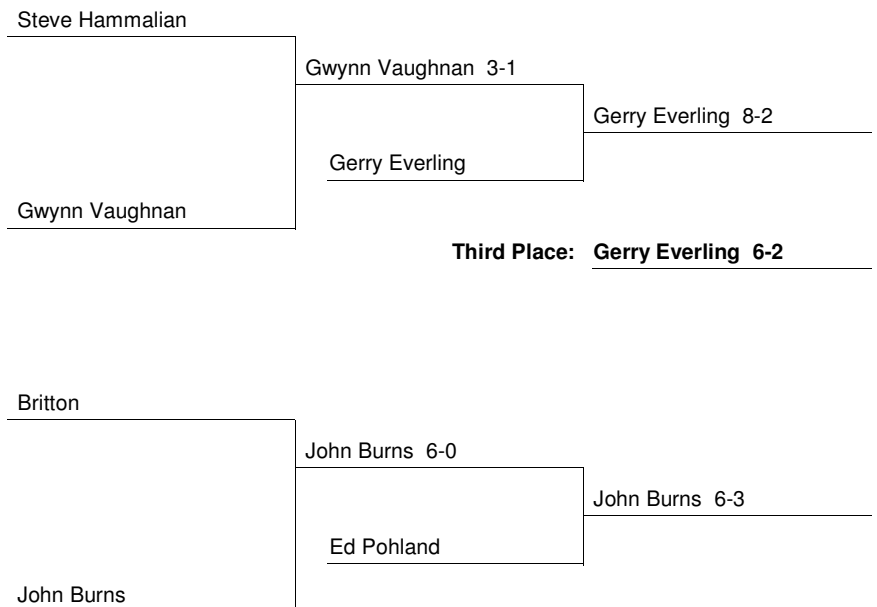 Steve Hammalian
Gwynn Vaughnan 3-1
Gerry Everling 8-2
Gerry Everling
Gwynn Vaughnan
Third Place: Gerry Everling 6-2
Britton
John Burns 6-0
John Burns 6-3
Ed Pohland
John Burns